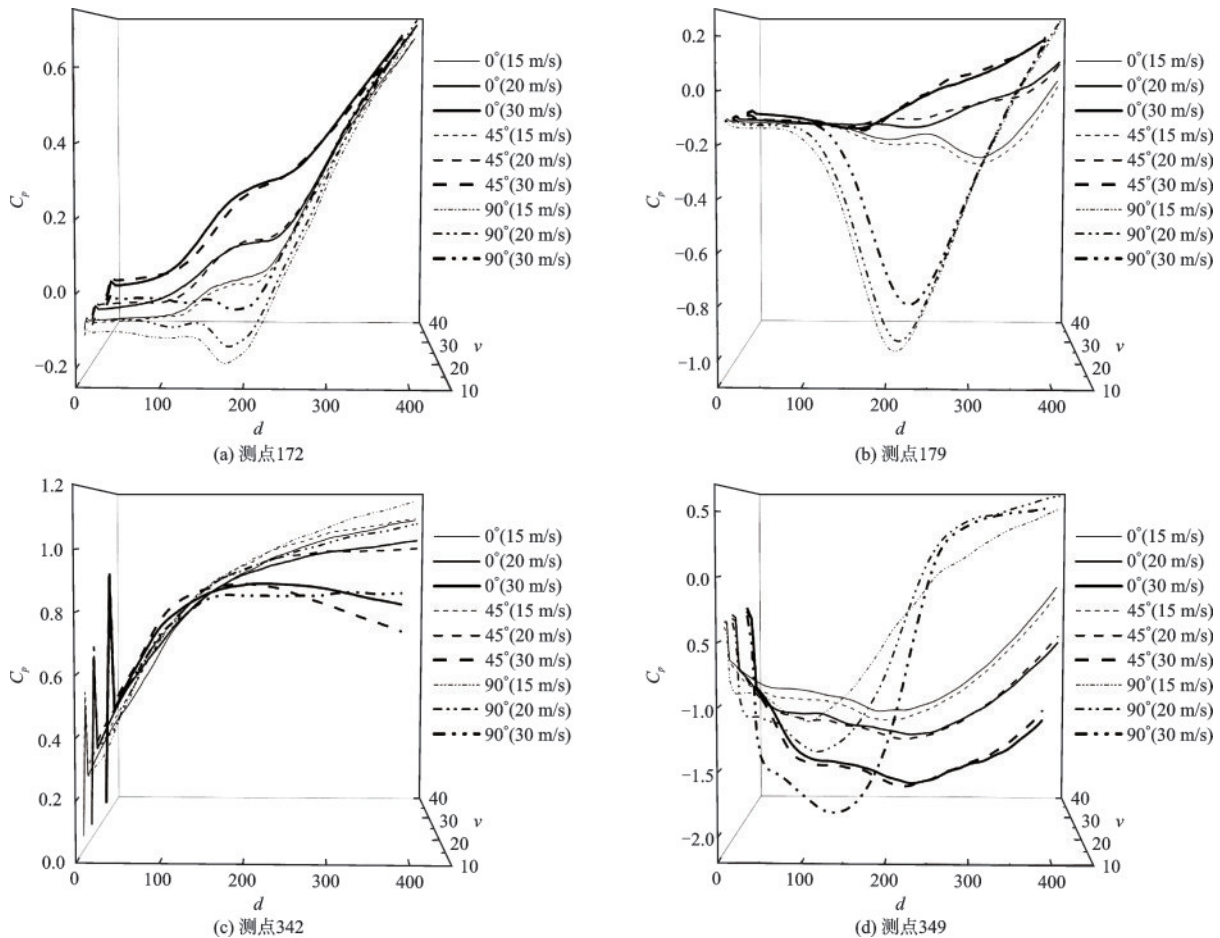 0.6
0.4
0.2
0.0
−0.2
C_p
0°(15 m/s)
0°(20 m/s)
0°(30 m/s)
45°(15 m/s)
45°(20 m/s)
45°(30 m/s)
90°(15 m/s)
90°(20 m/s)
90°(30 m/s)
40
30
20
10
v
0 100 200 300 400
d
(a) 测点172
0.2
0.0
−0.2
−0.4
−0.6
−0.8
−1.0
C_p
0°(15 m/s)
0°(20 m/s)
0°(30 m/s)
45°(15 m/s)
45°(20 m/s)
45°(30 m/s)
90°(15 m/s)
90°(20 m/s)
90°(30 m/s)
40
30
20
10
v
0 100 200 300 400
d
(b) 测点179
1.2
1.0
0.8
0.6
0.4
0.2
0.0
C_p
0°(15 m/s)
0°(20 m/s)
0°(30 m/s)
45°(15 m/s)
45°(20 m/s)
45°(30 m/s)
90°(15 m/s)
90°(20 m/s)
90°(30 m/s)
40
30
20
10
v
0 100 200 300 400
d
(c) 测点342
0.5
0.0
−0.5
−1.0
−1.5
−2.0
C_p
0°(15 m/s)
0°(20 m/s)
0°(30 m/s)
45°(15 m/s)
45°(20 m/s)
45°(30 m/s)
90°(15 m/s)
90°(20 m/s)
90°(30 m/s)
40
30
20
10
v
0 100 200 300 400
d
(d) 测点349